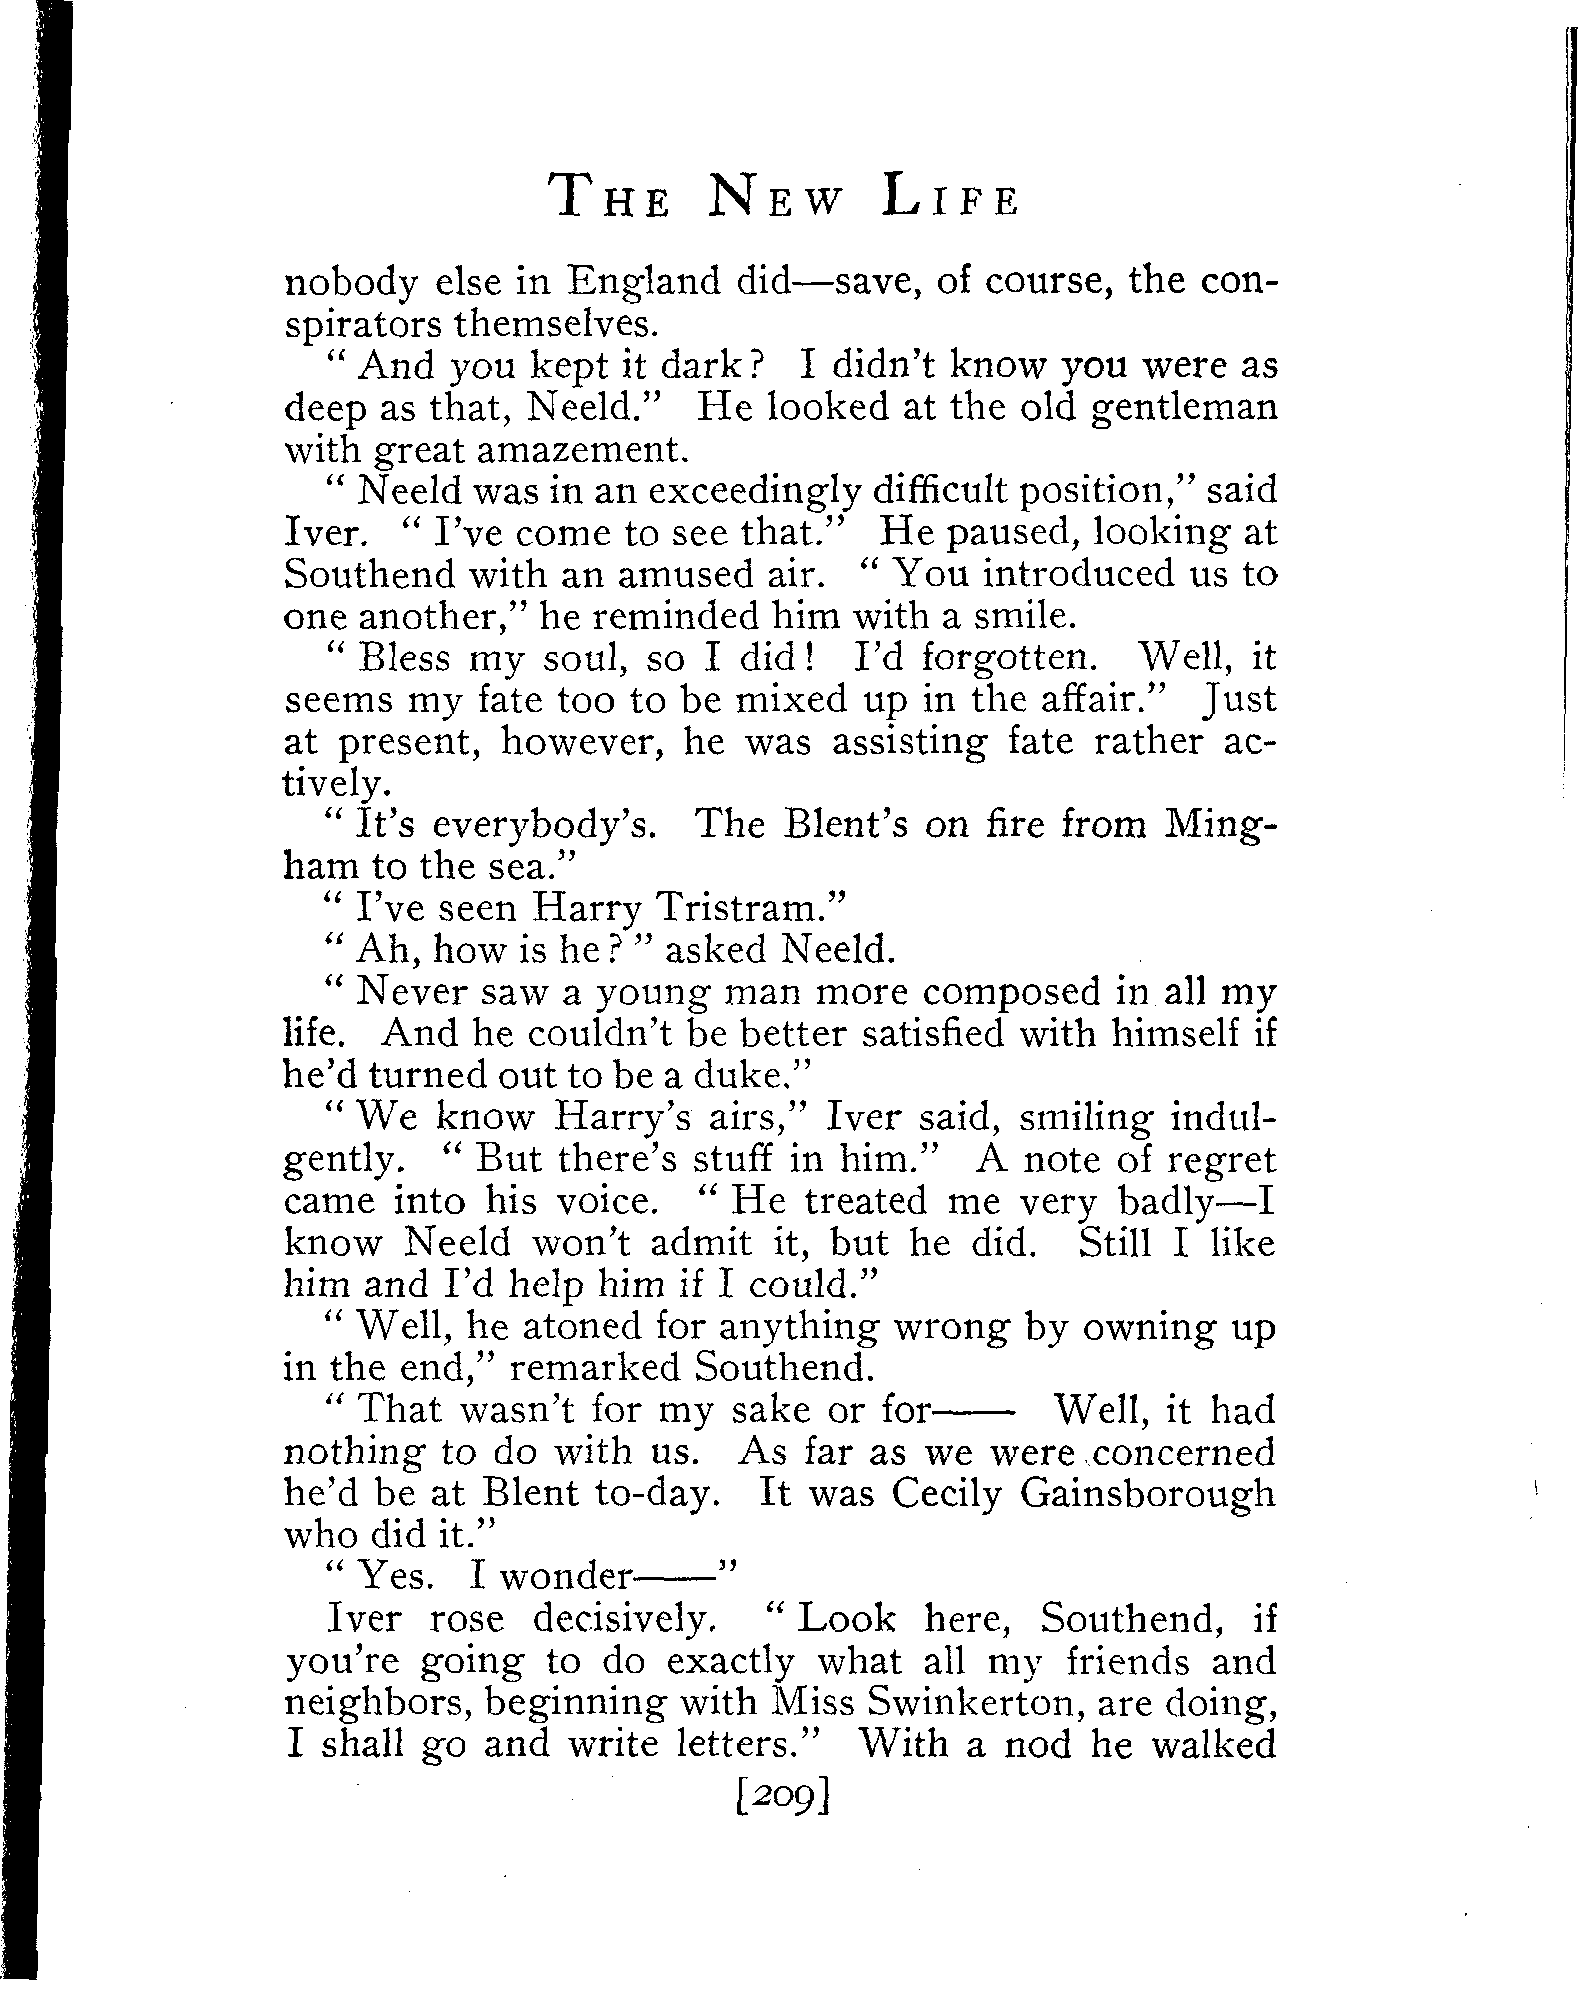 THE NEW LIFE
nobody else in England did—save, of course, the con-
spirators themselves.
“ And you kept it dark? I didn't know you were as
deep as that, Neeld.” He looked at the old gentleman
with great amazement.
“ Neeld was in an exceedingly difficult position,” said
Iver. “ I've come to see that.” He paused, looking at
Southend with an amused air. “ You introduced us to
one another,” he reminded him with a smile.
“ Bless my soul, so I did! I'd forgotten. Well, it
seems my fate too to be mixed up in the affair.” Just
at present, however, he was assisting fate rather ac-
tively.
“ It's everybody's. The Blent's on fire from Ming-
ham to the sea.”
“ I've seen Harry Tristram.”
“ Ah, how is he? ” asked Neeld.
“ Never saw a young man more composed in all my
life. And he couldn't be better satisfied with himself if
he'd turned out to be a duke.”
“ We know Harry's airs,” Iver said, smiling indul-
gently. “ But there's stuff in him.” A note of regret
came into his voice. “ He treated me very badly—I
know Neeld won't admit it, but he did. Still I like
him and I'd help him if I could.”
“ Well, he atoned for anything wrong by owning up
in the end,” remarked Southend.
“ That wasn't for my sake or for—— Well, it had
nothing to do with us. As far as we were concerned
he'd be at Blent to-day. It was Cecily Gainsborough
who did it.”
“ Yes. I wonder——”
Iver rose decisively. “ Look here, Southend, if
you're going to do exactly what all my friends and
neighbors, beginning with Miss Swinkerton, are doing,
I shall go and write letters.” With a nod he walked
[209]